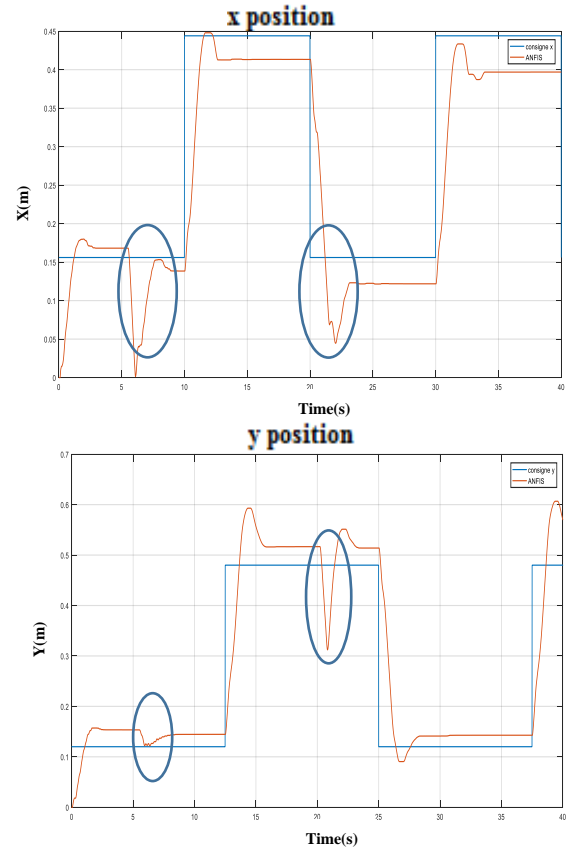 x position
0.45
consigne x
ANFIS
0.4
0.35
0.3
0.25
X(m)
0.2
0.15
0.1
0.05
0
0 5 10 15 20 25 30 35 40
Time(s)
y position
0.7
consigne y
ANFIS
0.6
0.5
0.4
Y(m)
0.3
0.2
0.1
0
0 5 10 15 20 25 30 35 40
Time(s)